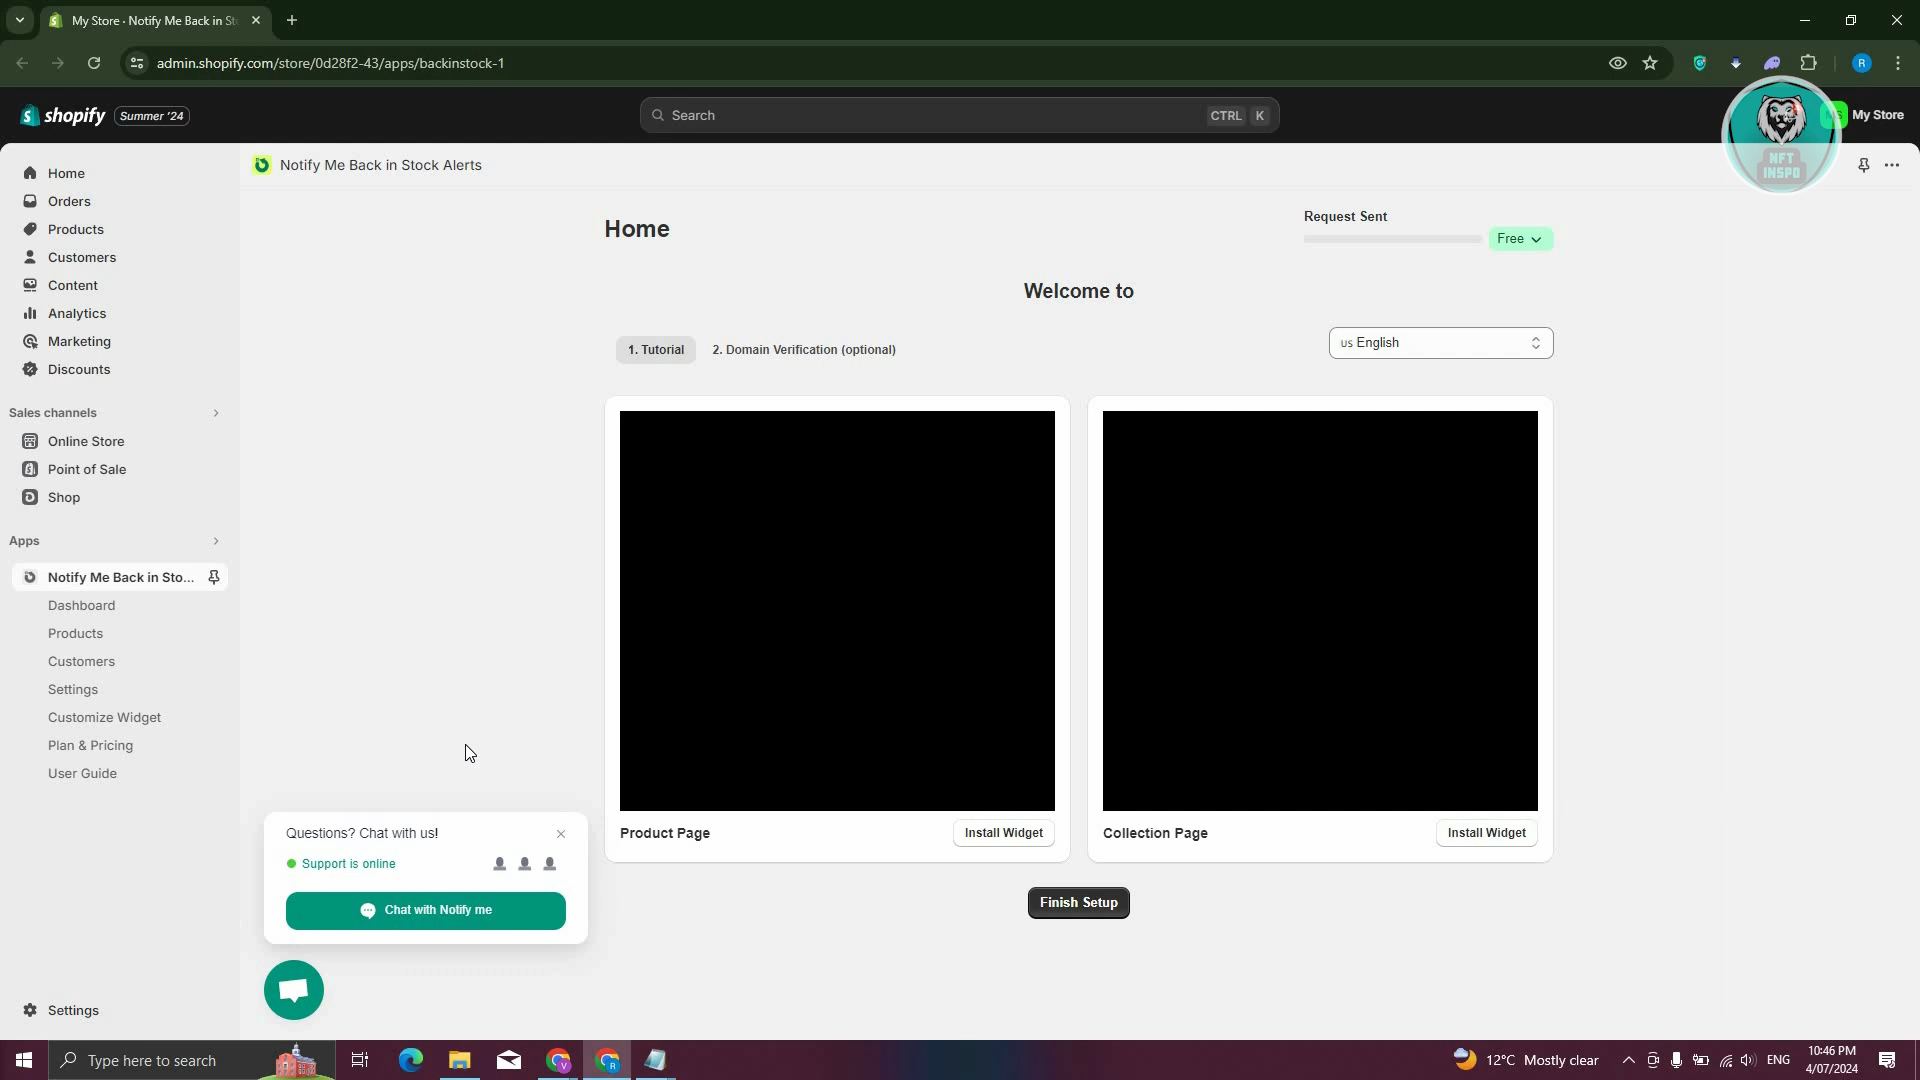 My Store · Notify Me Back in St
admin.shopify.com/store/0d28f2-43/apps/backinstock-1
R
shopify
Summer '24
Search
CTRL K
My Store
NFT
INSPO
Home
Orders
Products
Customers
Content
Analytics
Marketing
Discounts
Sales channels
Online Store
Point of Sale
Shop
Apps
Notify Me Back in Sto...
Dashboard
Products
Customers
Settings
Customize Widget
Plan & Pricing
User Guide
Settings
Notify Me Back in Stock Alerts
Home
Request Sent
Free
Welcome to
1. Tutorial
2. Domain Verification (optional)
us English
Product Page
Install Widget
Collection Page
Install Widget
Finish Setup
Questions? Chat with us!
Support is online
Chat with Notify me
Type here to search
V
R
12°C Mostly clear
ENG
10:46 PM
4/07/2024